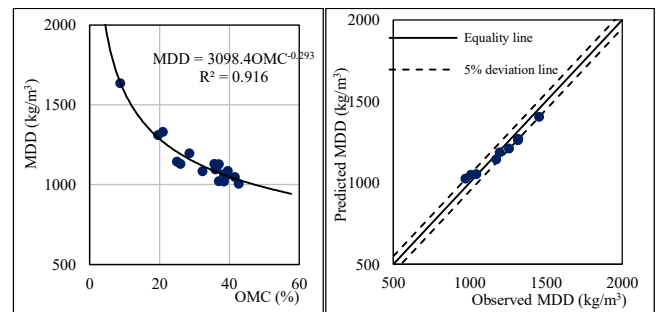 2000
1500
1000
500
MDD (kg/m³)
MDD = 3098.4OMC⁻⁰·²⁹³
R² = 0.916
0
20
40
60
OMC (%)
2000
1500
1000
500
Predicted MDD (kg/m³)
Equality line
5% deviation line
500
1000
1500
2000
Observed MDD (kg/m³)